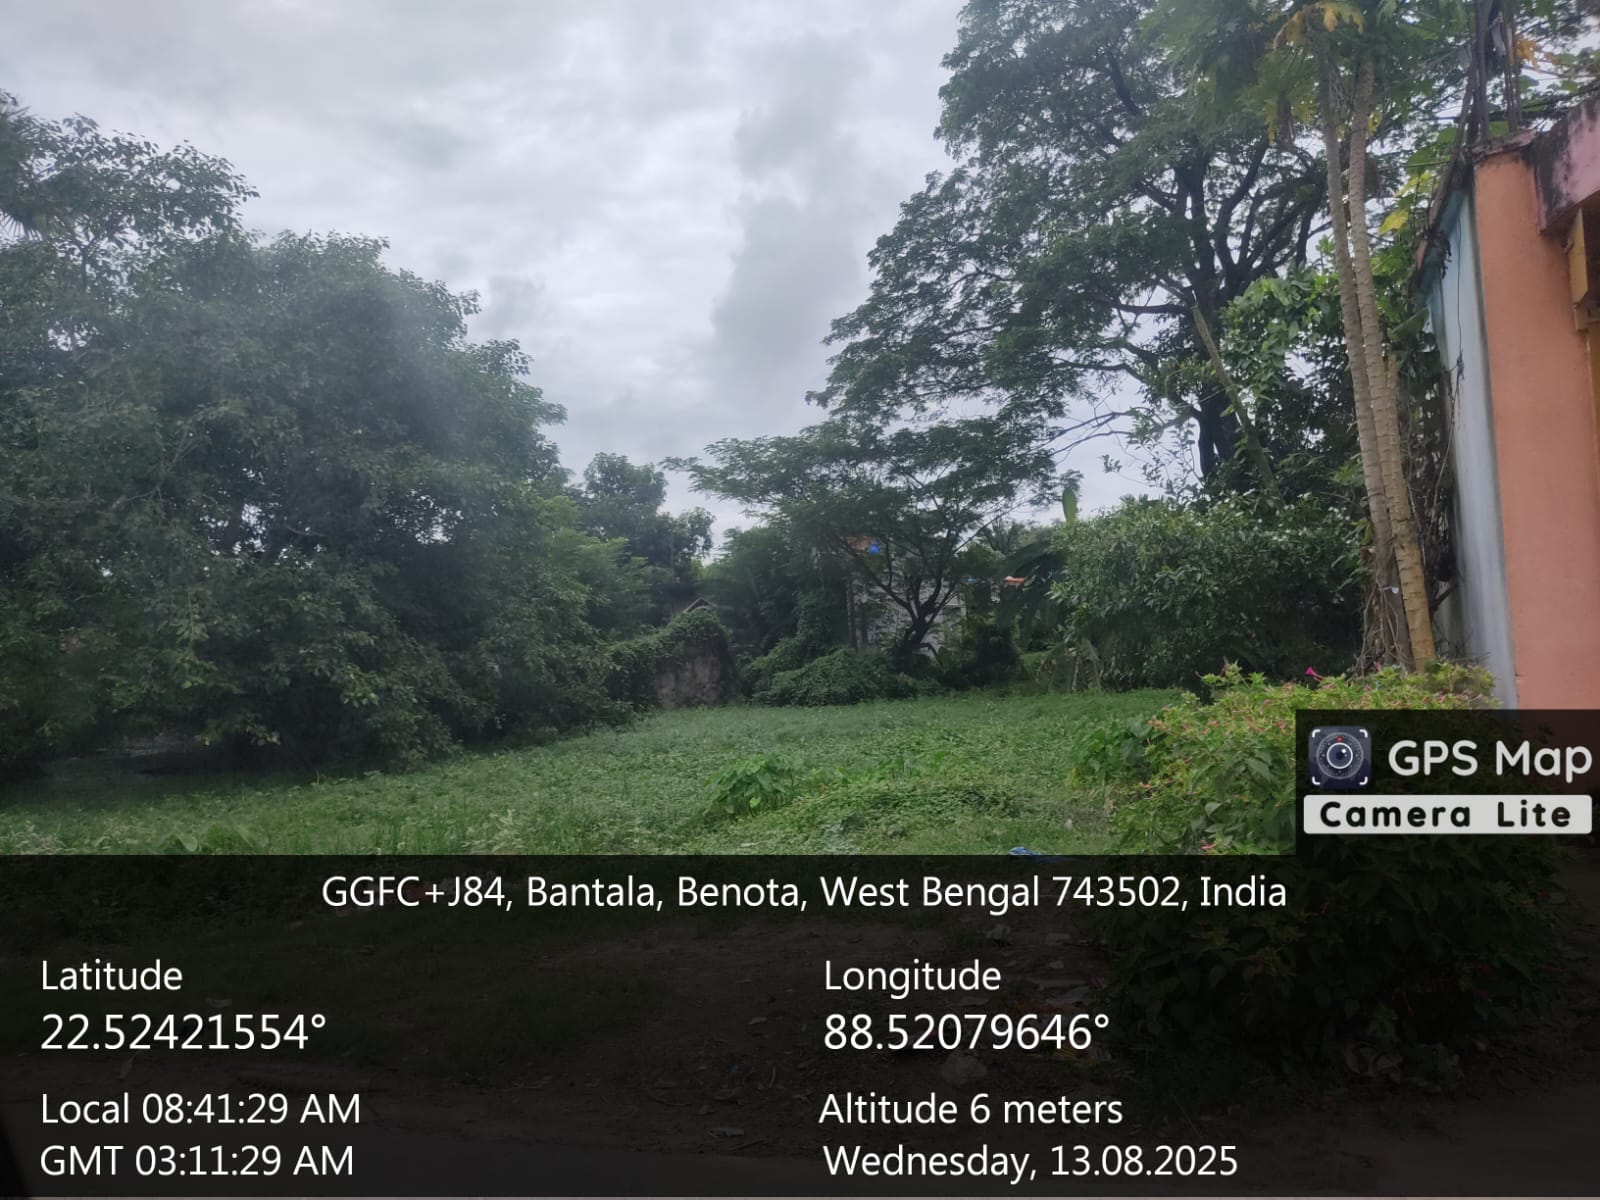 GPS Map
Camera Lite
GGFC+J84, Bantala, Benota, West Bengal 743502, India
Latitude
22.52421554°
Longitude
88.52079646°
Local 08:41:29 AM
GMT 03:11:29 AM
Altitude 6 meters
Wednesday, 13.08.2025